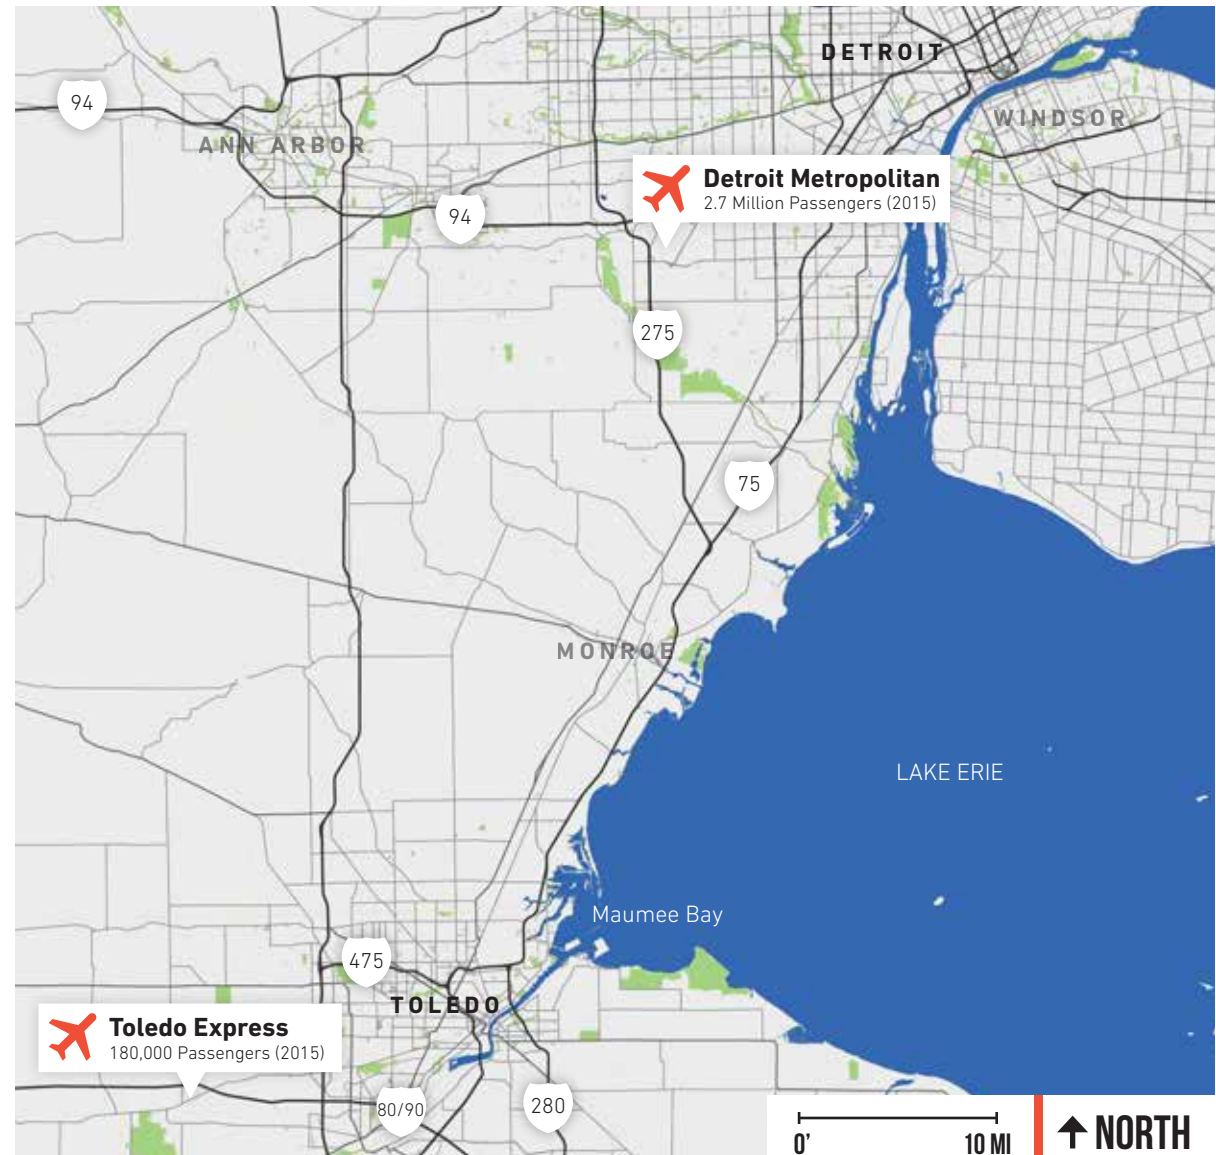 DETROIT
94
WINDSOR
ANN ARBOR
Detroit Metropolitan
2.7 Million Passengers (2015)
94
275
75
MONROE
LAKE ERIE
Maumee Bay
475
TOLEDO
Toledo Express
180,000 Passengers (2015)
80/90
280
0'
10 MI
NORTH